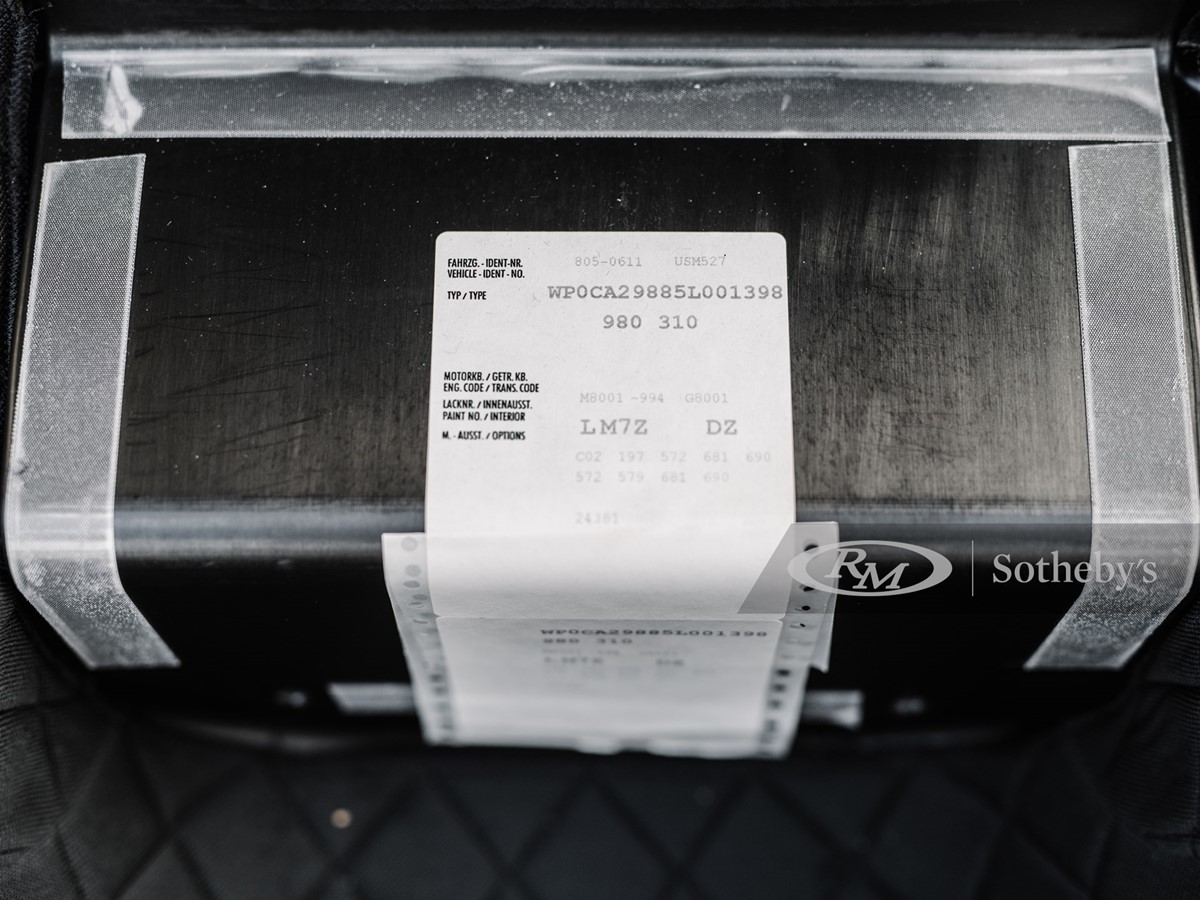 805-0611 USM527
FAHRZG. - IDENT-NR.
VEHICLE - IDENT - NO.
TYP / TYPE
WP0CA29885L001398
980 310
MOTORKB. / GETR. KB.
ENG. CODE / TRANS. CODE
M8001 -994 G8001
LACKNR. / INNENAUSST.
PAINT NO. / INTERIOR
LM7Z DZ
M. - AUSST. / OPTIONS
C02 197 572 681 690
572 579 681 690
24381
RM Sotheby's
WP0CA29885L001398
980 310
LM7Z DZ